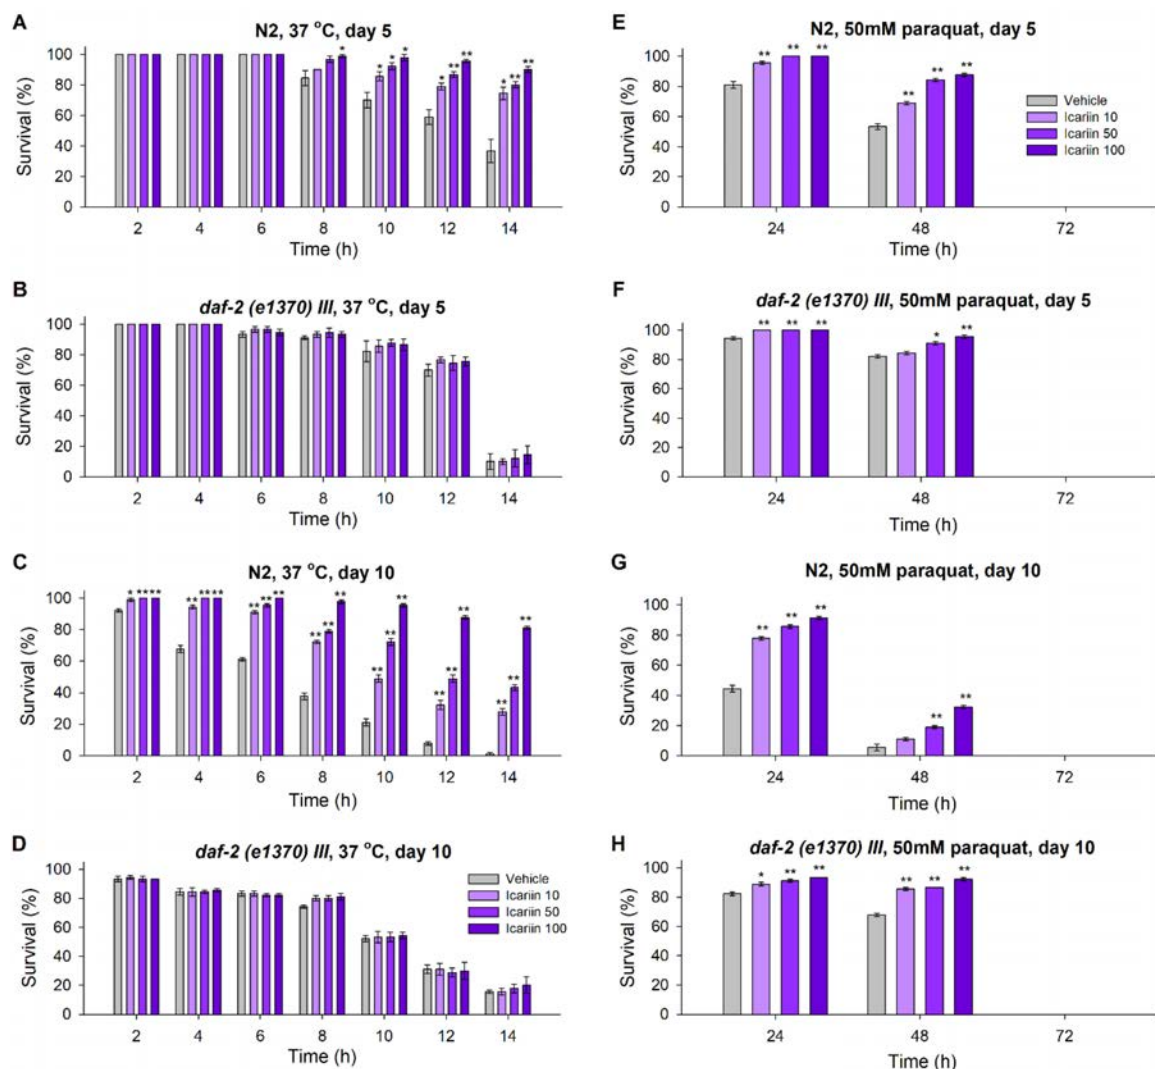 A
N2, 37 °C, day 5
Survival (%)
100
80
60
40
20
0
* * * * * * ** * ** ** * ** **
2 4 6 8 10 12 14
Time (h)
B
daf-2 (e1370) III, 37 °C, day 5
Survival (%)
100
80
60
40
20
0
2 4 6 8 10 12 14
Time (h)
C
N2, 37 °C, day 10
Survival (%)
100
80
60
40
20
0
* ** ** ** ** ** ** ** ** ** ** ** ** ** ** ** ** ** ** ** **
2 4 6 8 10 12 14
Time (h)
D
daf-2 (e1370) III, 37 °C, day 10
Survival (%)
100
80
60
40
20
0
Vehicle
Icariin 10
Icariin 50
Icariin 100
2 4 6 8 10 12 14
Time (h)
E
N2, 50mM paraquat, day 5
Survival (%)
100
80
60
40
20
0
** ** ** ** ** **
Vehicle
Icariin 10
Icariin 50
Icariin 100
24 48 72
Time (h)
F
daf-2 (e1370) III, 50mM paraquat, day 5
Survival (%)
100
80
60
40
20
0
** ** ** * **
24 48 72
Time (h)
G
N2, 50mM paraquat, day 10
Survival (%)
100
80
60
40
20
0
** ** ** ** **
24 48 72
Time (h)
H
daf-2 (e1370) III, 50mM paraquat, day 10
Survival (%)
100
80
60
40
20
0
* ** ** ** ** **
24 48 72
Time (h)